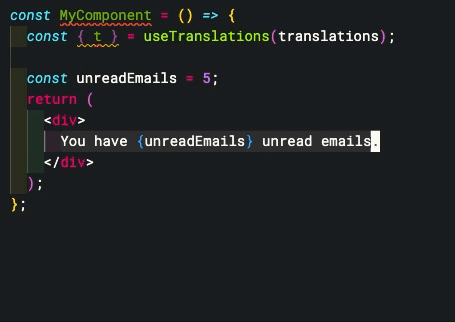 const MyComponent = () => {
  const { t } = useTranslations(translations);

  const unreadEmails = 5;
  return (
    <div>
      You have {unreadEmails} unread emails.
    </div>
  );
};